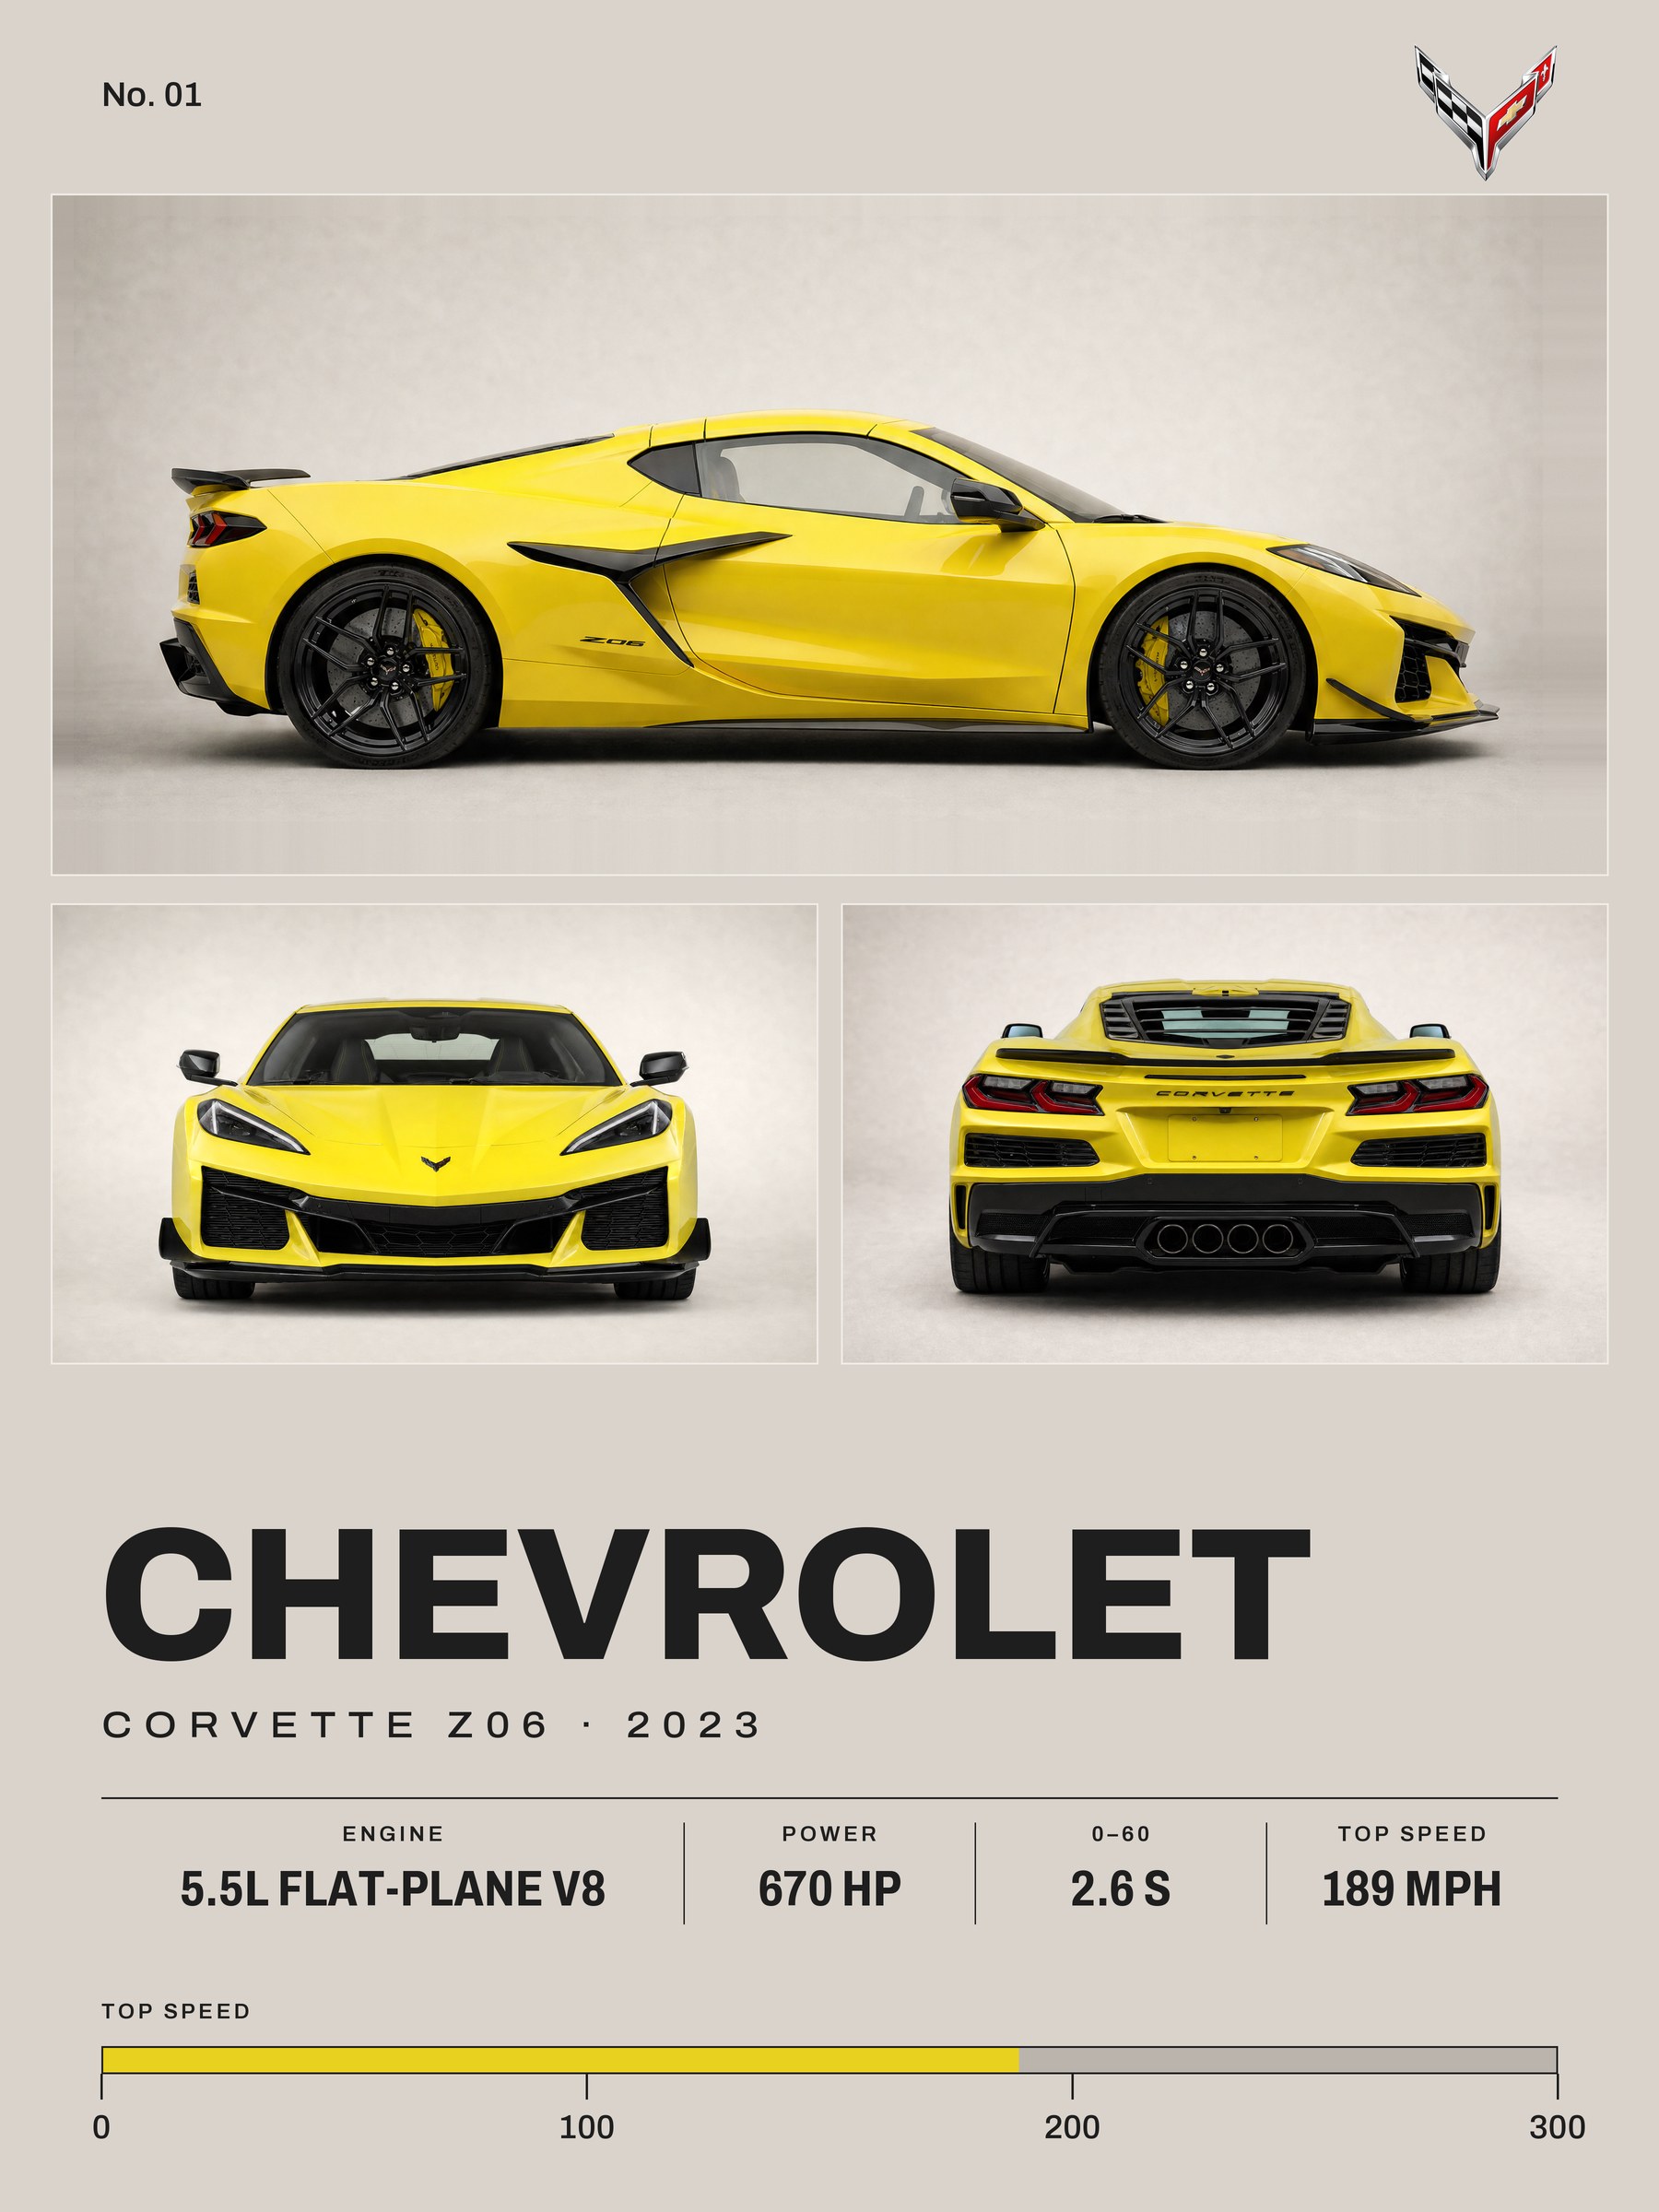 No. 01
Z06
CORVETTE
CHEVROLET
CORVETTE Z06 · 2023
ENGINE
5.5L FLAT-PLANE V8
POWER
670 HP
0–60
2.6 S
TOP SPEED
189 MPH
TOP SPEED
0 100 200 300